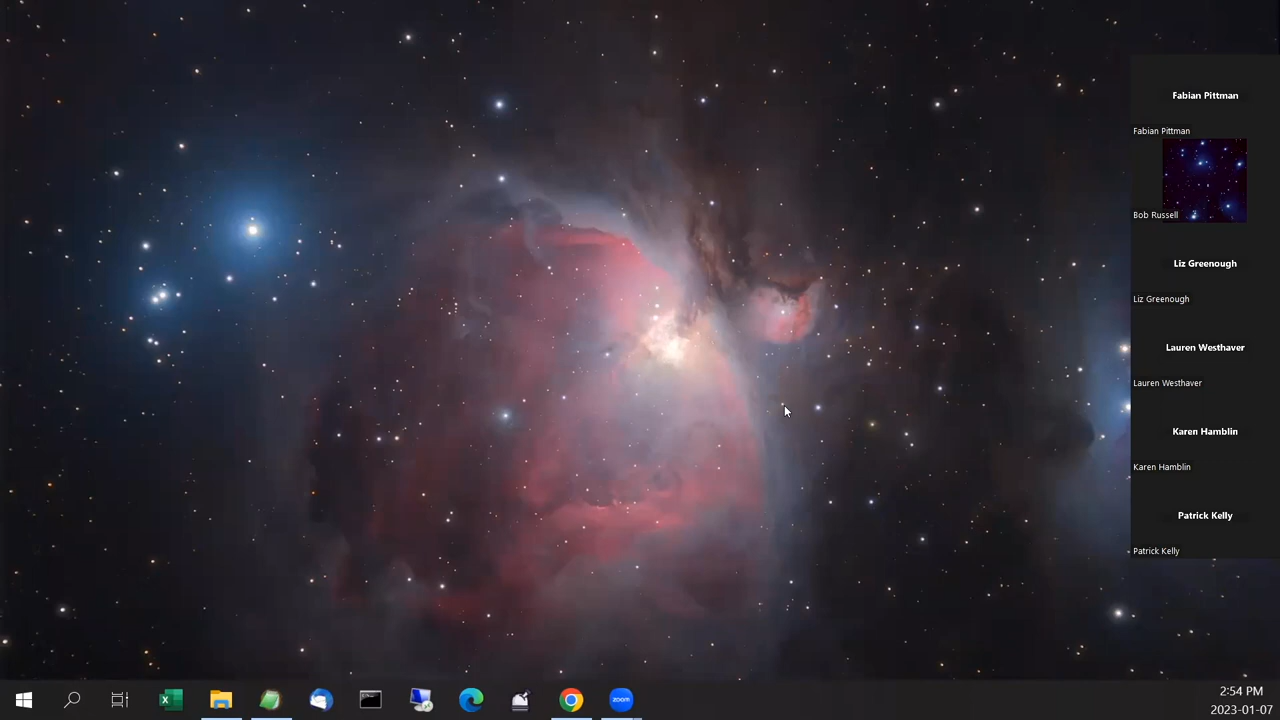 Fabian Pittman
Fabian Pittman
Bob Russell
Liz Greenough
Liz Greenough
Lauren Westhaver
Lauren Westhaver
Karen Hamblin
Karen Hamblin
Patrick Kelly
Patrick Kelly
zoom
2:54 PM
2023-01-07